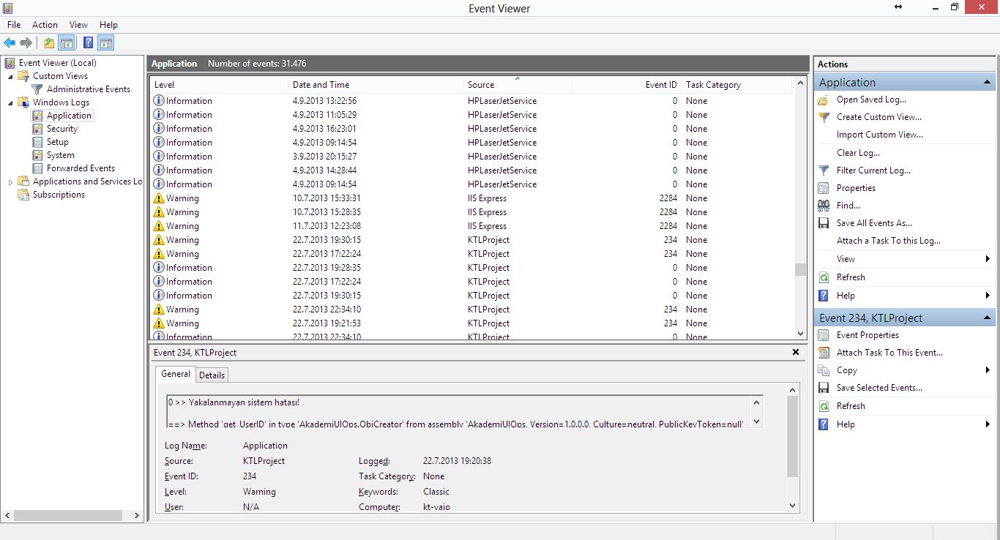 Event Viewer
File Action View Help
Event Viewer (Local)
Custom Views
Administrative Events
Windows Logs
Application
Security
Setup
System
Forwarded Events
Applications and Services Lo
Subscriptions
Application Number of events: 31.476
Level Date and Time Source Event ID Task Category
Information 4.9.2013 13:22:56 HPLaserJetService 0 None
Information 4.9.2013 11:05:29 HPLaserJetService 0 None
Information 4.9.2013 16:23:01 HPLaserJetService 0 None
Information 4.9.2013 09:14:54 HPLaserJetService 0 None
Information 3.9.2013 20:15:27 HPLaserJetService 0 None
Information 4.9.2013 14:28:44 HPLaserJetService 0 None
Information 4.9.2013 09:14:54 HPLaserJetService 0 None
Warning 10.7.2013 15:33:31 IIS Express 2284 None
Warning 10.7.2013 15:28:35 IIS Express 2284 None
Warning 11.7.2013 12:23:08 IIS Express 2284 None
Warning 22.7.2013 19:30:15 KTLProject 234 None
Warning 22.7.2013 17:22:24 KTLProject 234 None
Information 22.7.2013 19:28:35 KTLProject 0 None
Information 22.7.2013 17:22:24 KTLProject 0 None
Information 22.7.2013 19:30:15 KTLProject 0 None
Warning 22.7.2013 22:34:10 KTLProject 234 None
Warning 22.7.2013 19:21:53 KTLProject 234 None
Information 22.7.2013 22:34:10 KTLProject 0 None
Event 234, KTLProject
General Details
0 >> Yakalanmayan sistem hatası!
==> Method 'get_UserID' in type 'AkademiUIOps.ObjCreator' from assembly 'AkademiUIOps, Version=1.0.0.0, Culture=neutral, PublicKeyToken=null'
Log Name: Application
Source: KTLProject Logged: 22.7.2013 19:20:38
Event ID: 234 Task Category: None
Level: Warning Keywords: Classic
User: N/A Computer: kt-vaio
Actions
Application
Open Saved Log...
Create Custom View...
Import Custom View...
Clear Log...
Filter Current Log...
Properties
Find...
Save All Events As...
Attach a Task To this Log...
View
Refresh
Help
Event 234, KTLProject
Event Properties
Attach Task To This Event...
Copy
Save Selected Events...
Refresh
Help